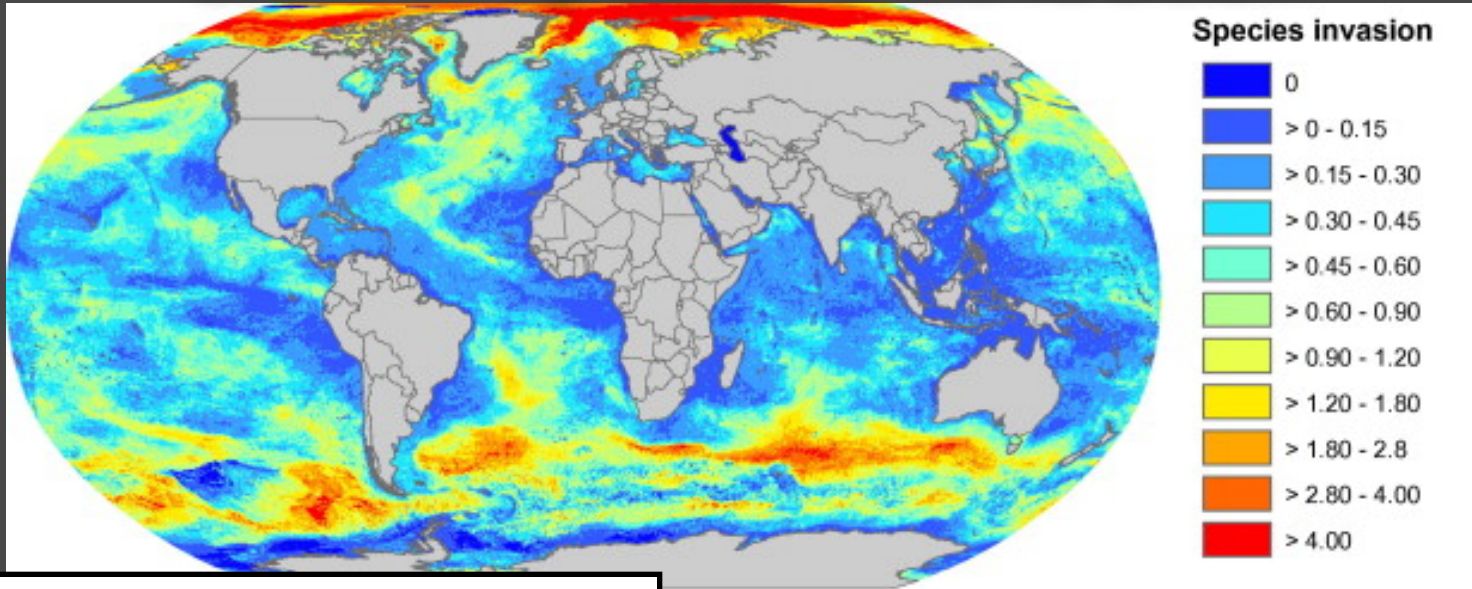 Species invasion
0
> 0 - 0.15
> 0.15 - 0.30
> 0.30 - 0.45
> 0.45 - 0.60
> 0.60 - 0.90
> 0.90 - 1.20
> 1.20 - 1.80
> 1.80 - 2.8
> 2.80 - 4.00
> 4.00